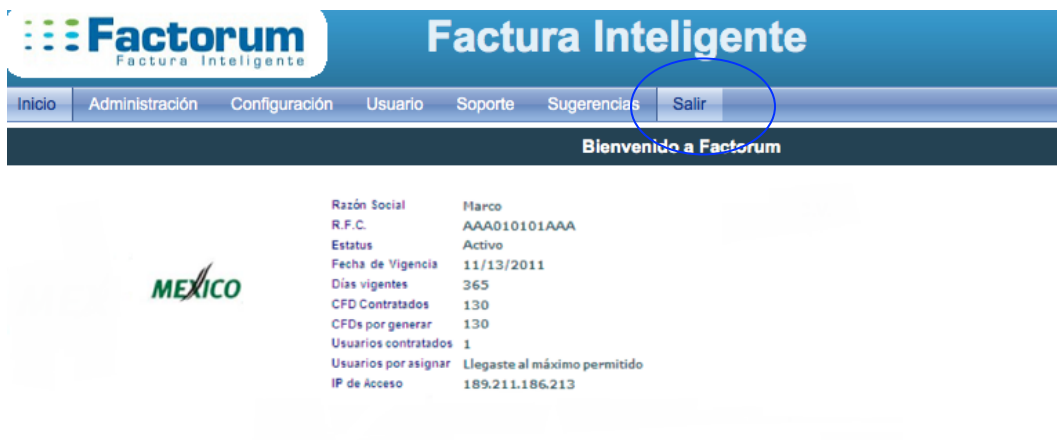 Factorum
Factura Inteligente
Factura Inteligente
Inicio Administración Configuración Usuario Soporte Sugerencias Salir
Bienvenido a Factorum
MEXICO
Razón Social Marco
R.F.C. AAA010101AAA
Estatus Activo
Fecha de Vigencia 11/13/2011
Días vigentes 365
CFD Contratados 130
CFDs por generar 130
Usuarios contratados 1
Usuarios por asignar Llegaste al máximo permitido
IP de Acceso 189.211.186.213